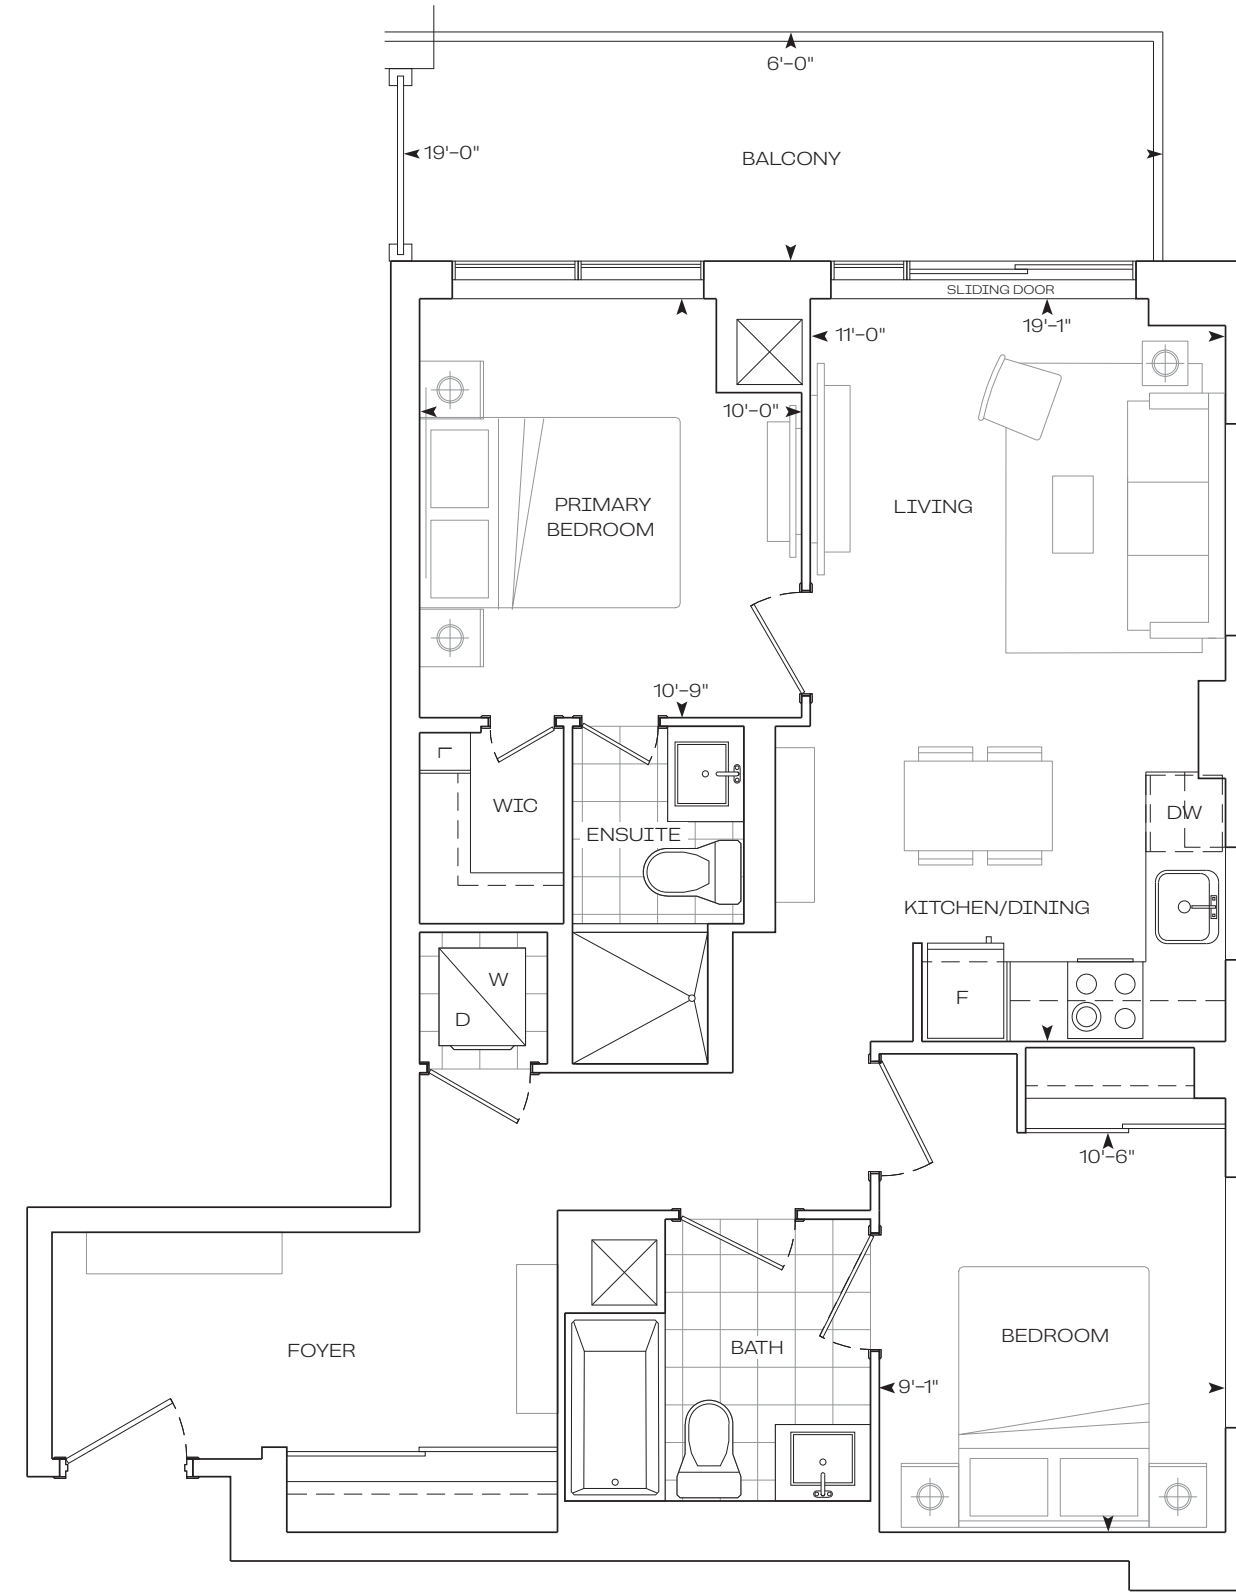 6'-0"
19'-0"
BALCONY
SLIDING DOOR
11'-0"
19'-1"
10'-0"
PRIMARY
BEDROOM
LIVING
10'-9"
L
WIC
ENSUITE
DW
KITCHEN/DINING
W
D
F
10'-6"
FOYER
BATH
BEDROOM
9'-1"